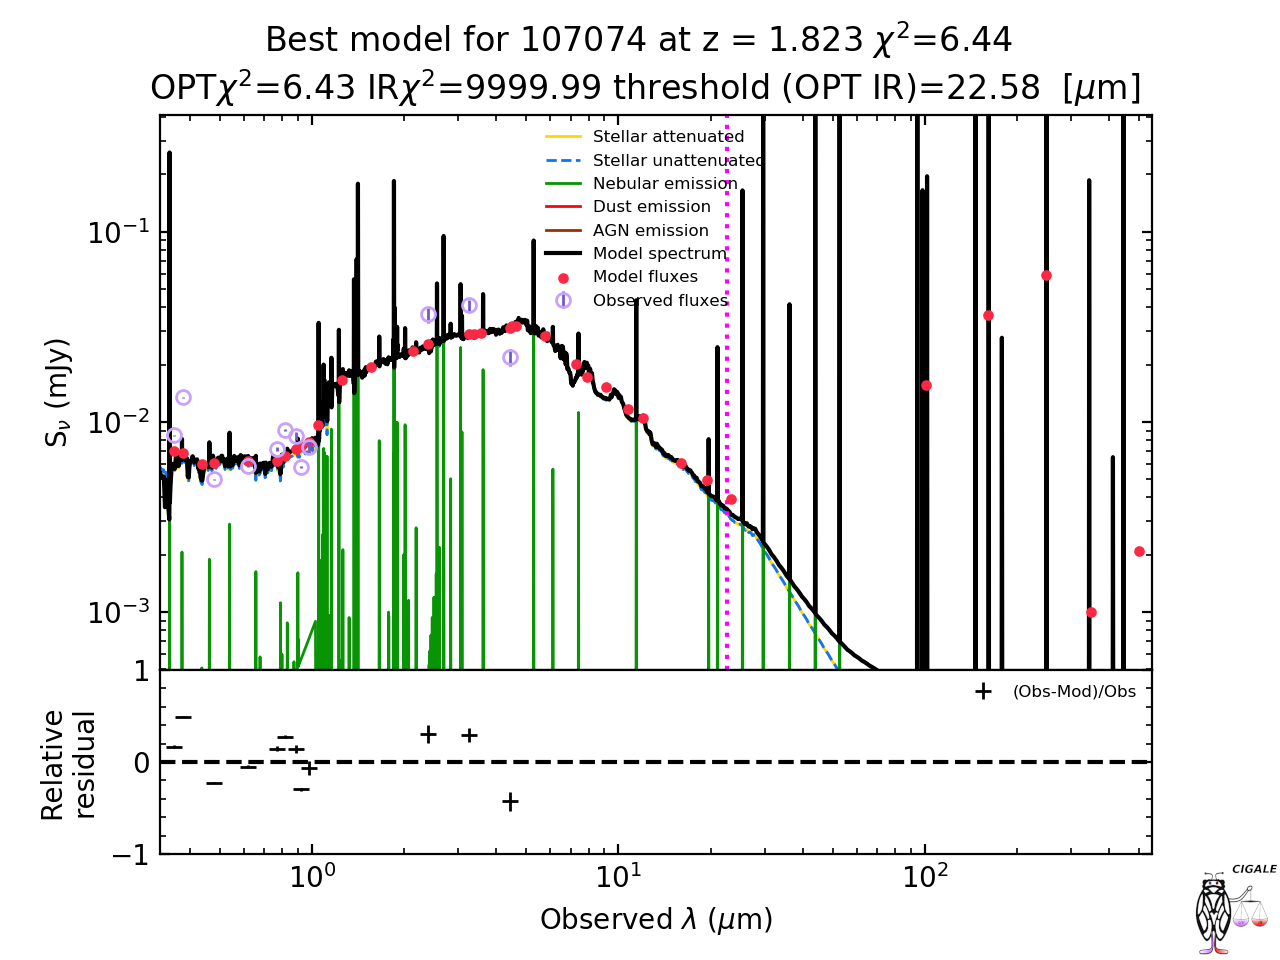 Best model for 107074 at z = 1.823 χ²=6.44
OPTχ²=6.43 IRχ²=9999.99 threshold (OPT IR)=22.58 [μm]
Stellar attenuated
Stellar unattenuated
Nebular emission
Dust emission
AGN emission
Model spectrum
Model fluxes
Observed fluxes
S_ν (mJy)
10⁻¹
10⁻²
10⁻³
(Obs-Mod)/Obs
Relative
residual
1
0
−1
10⁰ 10¹ 10²
Observed λ (μm)
CIGALE